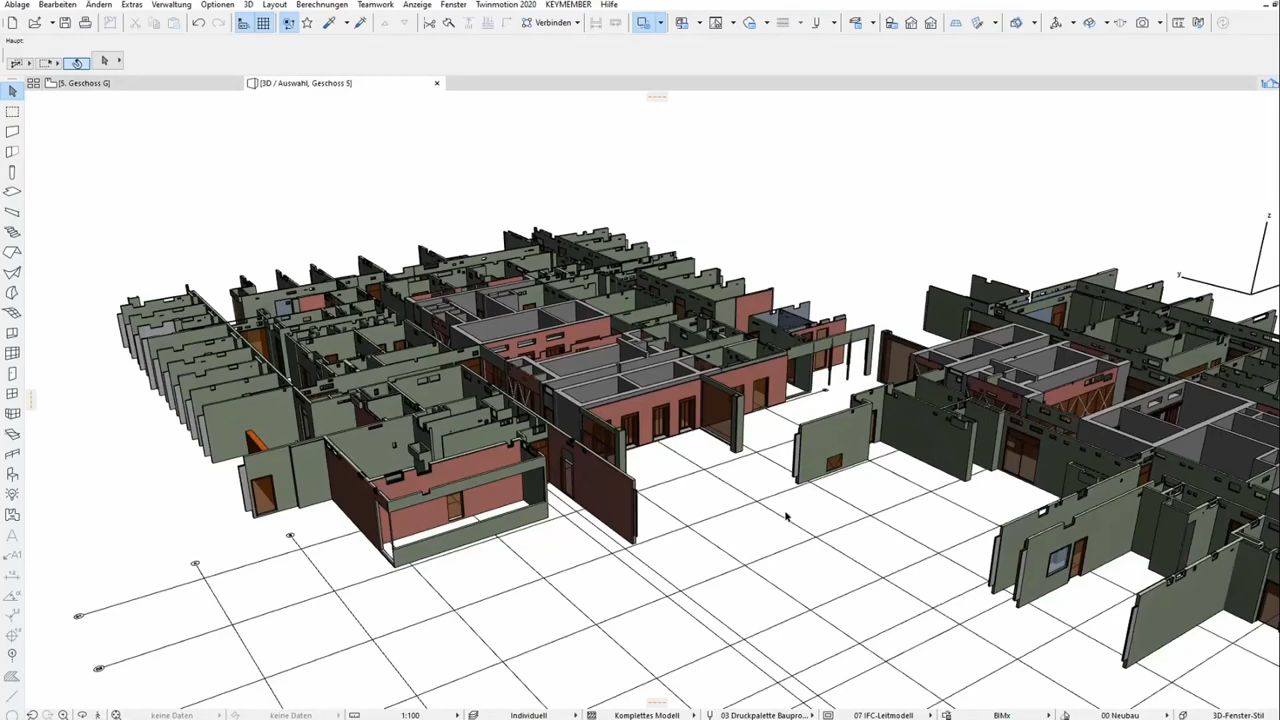 Ablage Bearbeiten Ändern Extras Verwaltung Optionen 3D Layout Berechnungen Teamwork Anzeige Fenster Twinmotion 2020 KEYMEMBER Hilfe
Verbinden
Haupt:
[5. Geschoss G] [3D / Auswahl, Geschoss 5]
z
y
A
A1
keine Daten keine Daten 1:100 Individuell Komplettes Modell 03 Druckpalette Baupro... 07 IFC-Leitmodell BIMx 00 Neubau 3D-Fenster-Stil